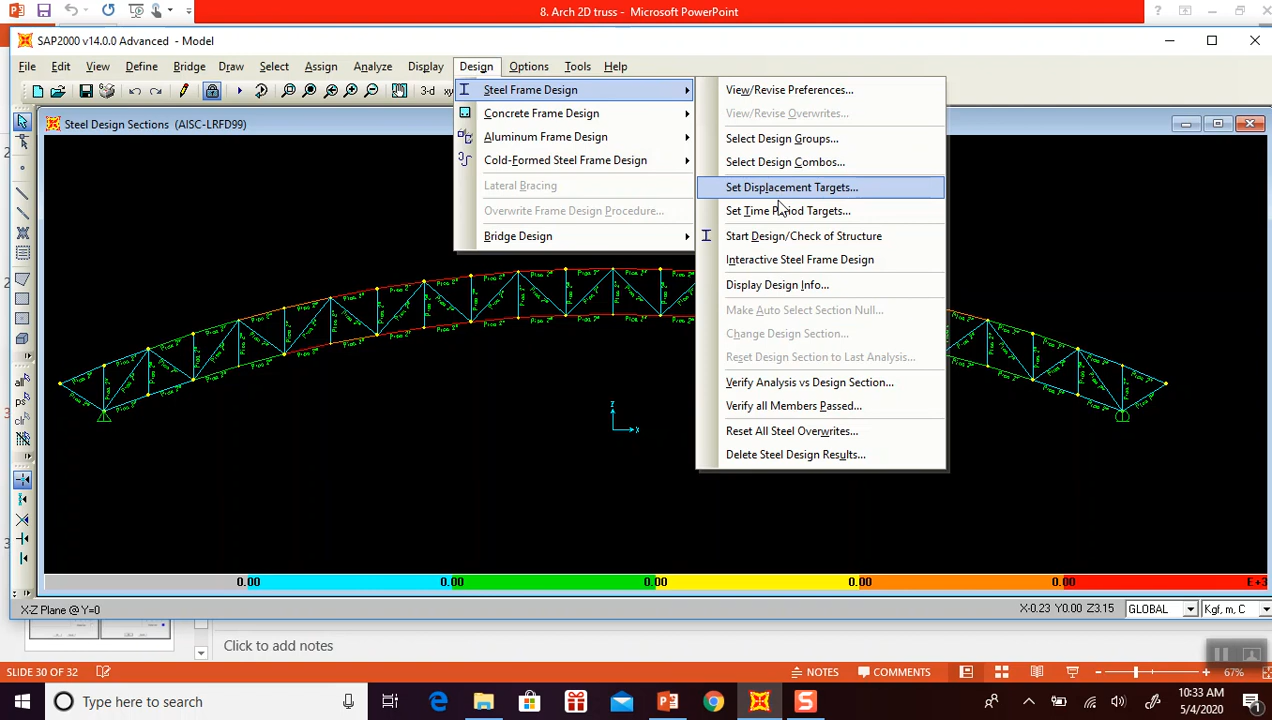 8. Arch 2D truss - Microsoft PowerPoint
SAP2000 v14.0.0 Advanced - Model
File Edit View Define Bridge Draw Select Assign Analyze Display Design Options Tools Help
3-d xy
Steel Design Sections (AISC-LRFD99)
Steel Frame Design
Concrete Frame Design
Aluminum Frame Design
Cold-Formed Steel Frame Design
Lateral Bracing
Overwrite Frame Design Procedure...
Bridge Design
View/Revise Preferences...
View/Revise Overwrites...
Select Design Groups...
Select Design Combos...
Set Displacement Targets...
Set Time Period Targets...
Start Design/Check of Structure
Interactive Steel Frame Design
Display Design Info...
Make Auto Select Section Null...
Change Design Section...
Reset Design Section to Last Analysis...
Verify Analysis vs Design Section...
Verify all Members Passed...
Reset All Steel Overwrites...
Delete Steel Design Results...
all
ps
clr
Z
X
0.00 0.00 0.00 0.00 0.00 E+3
X-Z Plane @ Y=0
X-0.23 Y0.00 Z3.15
GLOBAL
Kgf, m, C
Click to add notes
SLIDE 30 OF 32
NOTES
COMMENTS
67%
Type here to search
10:33 AM
5/4/2020